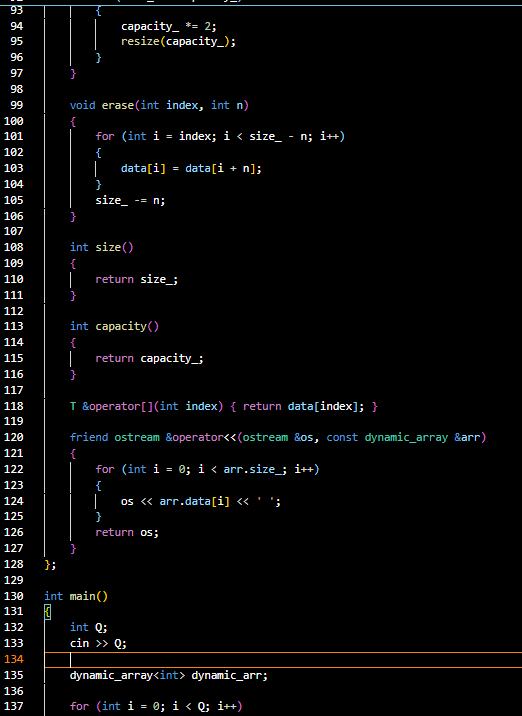 93 {
94 capacity_ *= 2;
95 resize(capacity_);
96 }
97 }
98
99 void erase(int index, int n)
100 {
101 for (int i = index; i < size_ - n; i++)
102 {
103 data[i] = data[i + n];
104 }
105 size_ -= n;
106 }
107
108 int size()
109 {
110 return size_;
111 }
112
113 int capacity()
114 {
115 return capacity_;
116 }
117
118 T &operator[](int index) { return data[index]; }
119
120 friend ostream &operator<<(ostream &os, const dynamic_array &arr)
121 {
122 for (int i = 0; i < arr.size_; i++)
123 {
124 os << arr.data[i] << ' ';
125 }
126 return os;
127 }
128 };
129
130 int main()
131 {
132 int Q;
133 cin >> Q;
134
135 dynamic_array<int> dynamic_arr;
136
137 for (int i = 0; i < Q; i++)